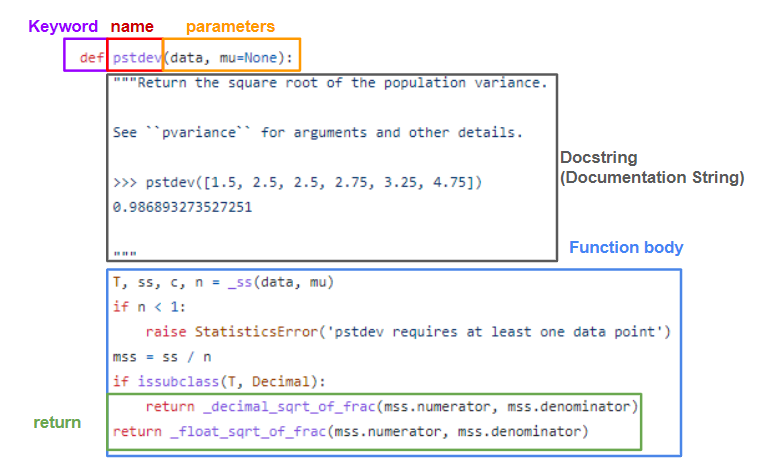 Keyword name parameters
def pstdev(data, mu=None):
"""Return the square root of the population variance.
See ``pvariance`` for arguments and other details.
>>> pstdev([1.5, 2.5, 2.5, 2.75, 3.25, 4.75])
0.986893273527251
"""
Docstring
(Documentation String)
Function body
T, ss, c, n = _ss(data, mu)
if n < 1:
raise StatisticsError('pstdev requires at least one data point')
mss = ss / n
if issubclass(T, Decimal):
return _decimal_sqrt_of_frac(mss.numerator, mss.denominator)
return
return _float_sqrt_of_frac(mss.numerator, mss.denominator)